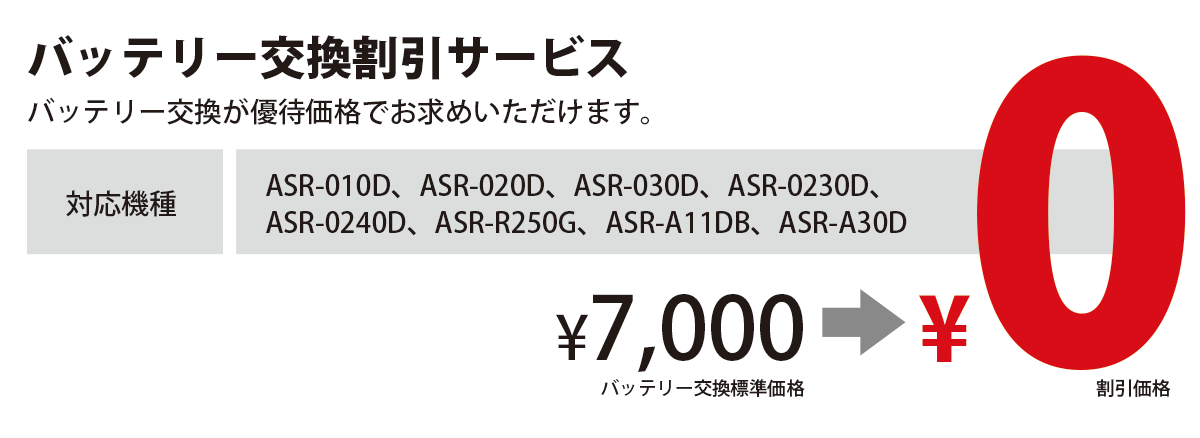 バッテリー交換割引サービス
バッテリー交換が優待価格でお求めいただけます。
対応機種
ASR-010D、ASR-020D、ASR-030D、ASR-0230D、
ASR-0240D、ASR-R250G、ASR-A11DB、ASR-A30D
¥7,000
バッテリー交換標準価格
¥0
割引価格